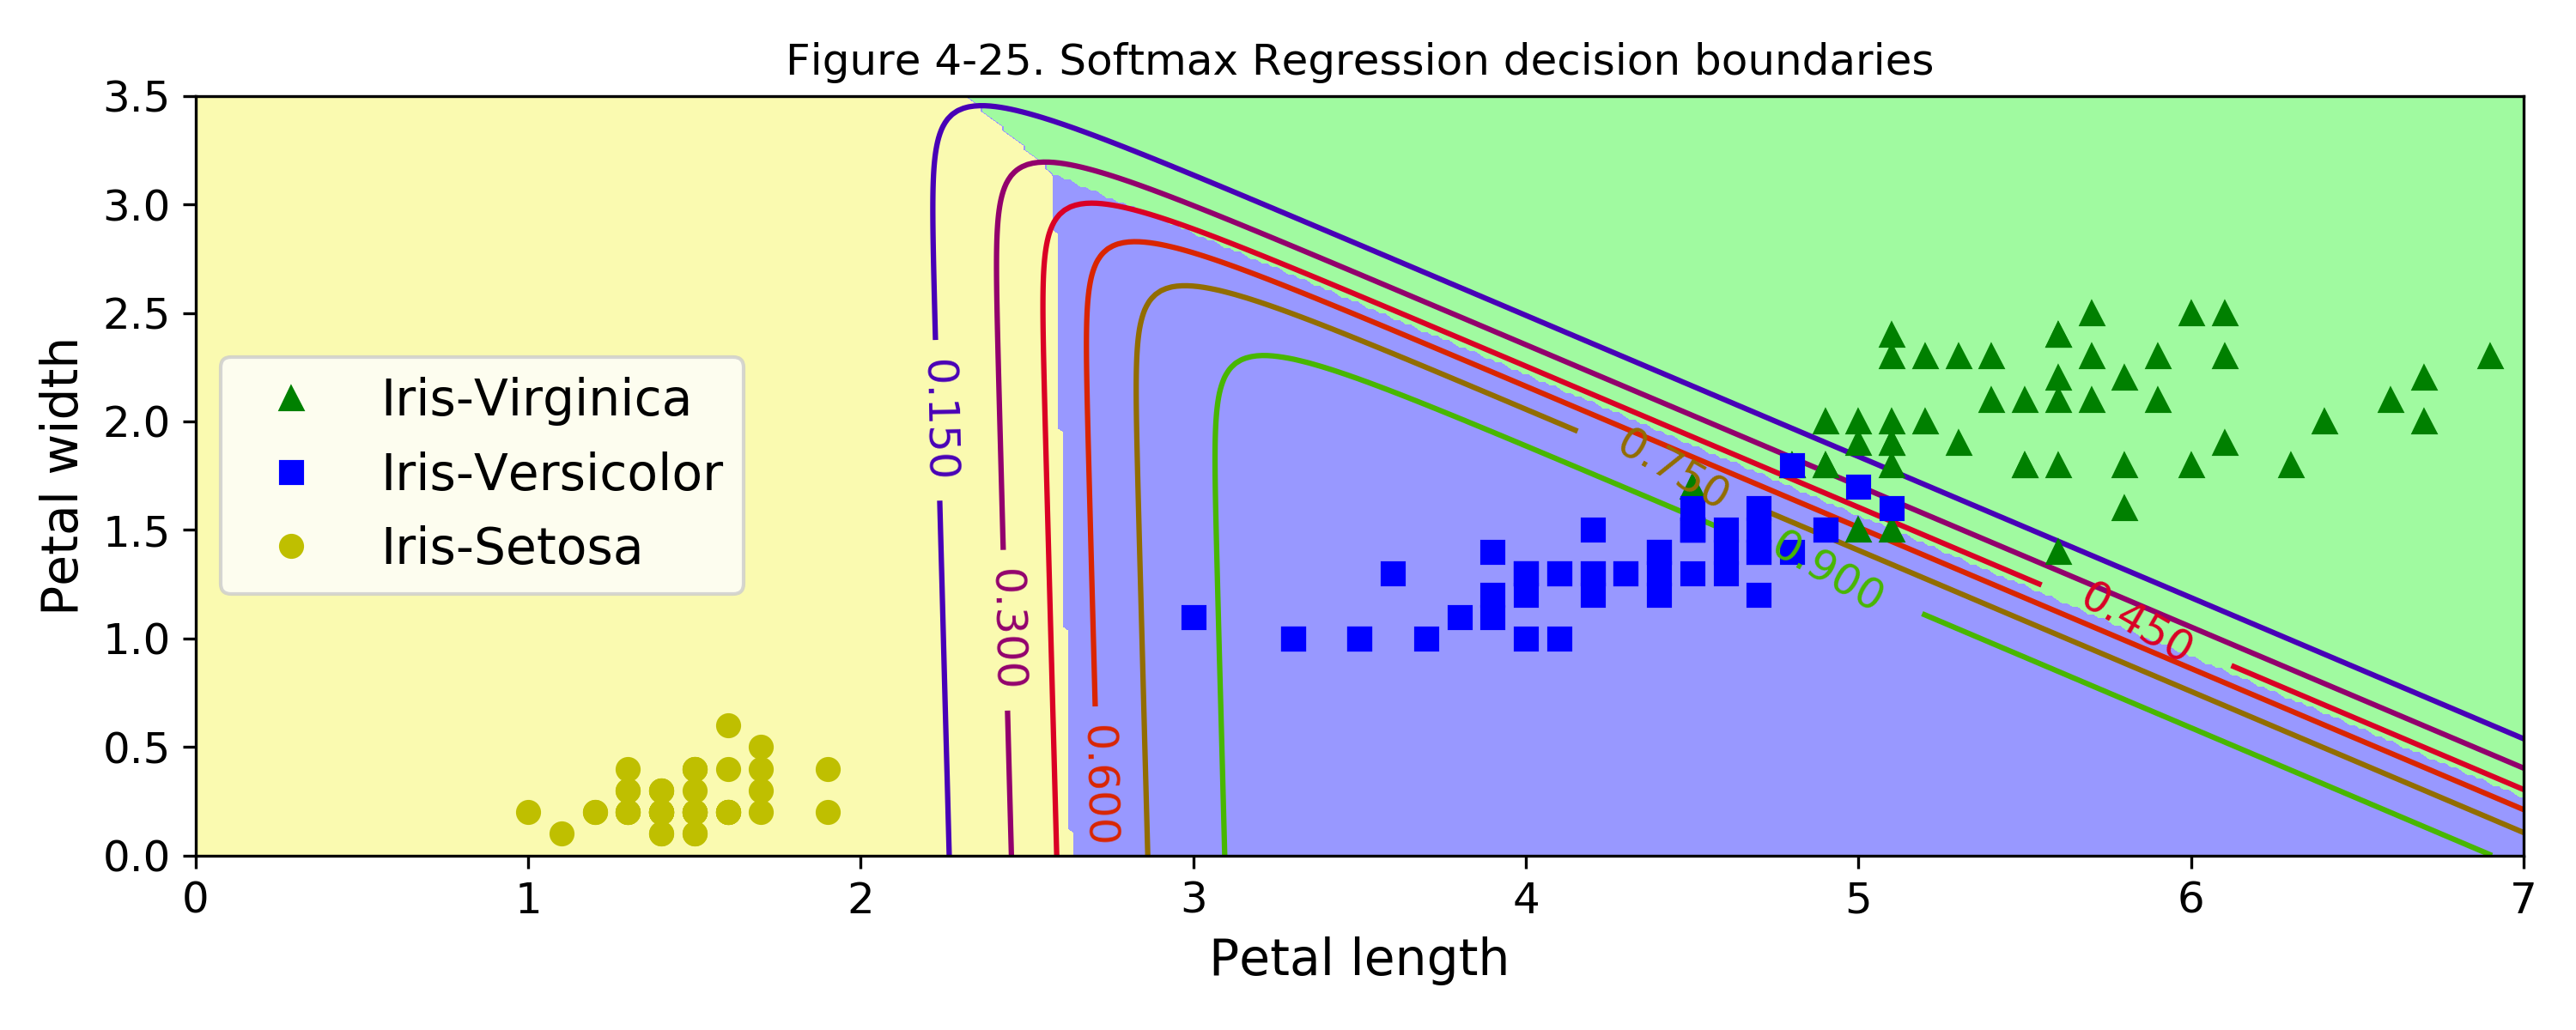 Figure 4-25. Softmax Regression decision boundaries
3.5
3.0
2.5
2.0
1.5
1.0
0.5
0.0
Petal width
Iris-Virginica
Iris-Versicolor
Iris-Setosa
0.150
0.300
0.600
0.750
0.900
0.450
0 1 2 3 4 5 6 7
Petal length